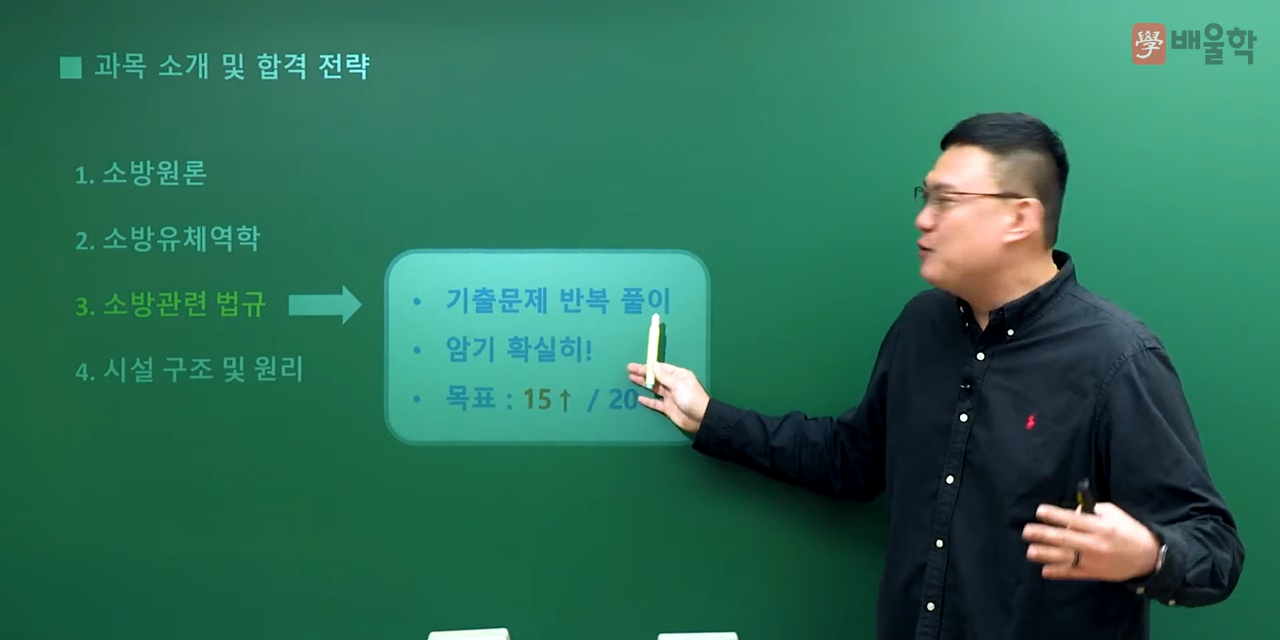 ■ 과목 소개 및 합격 전략
學 배울학
1. 소방원론
2. 소방유체역학
3. 소방관련 법규
4. 시설 구조 및 원리
• 기출문제 반복 풀이
• 암기 확실히!
• 목표 : 15↑ / 20